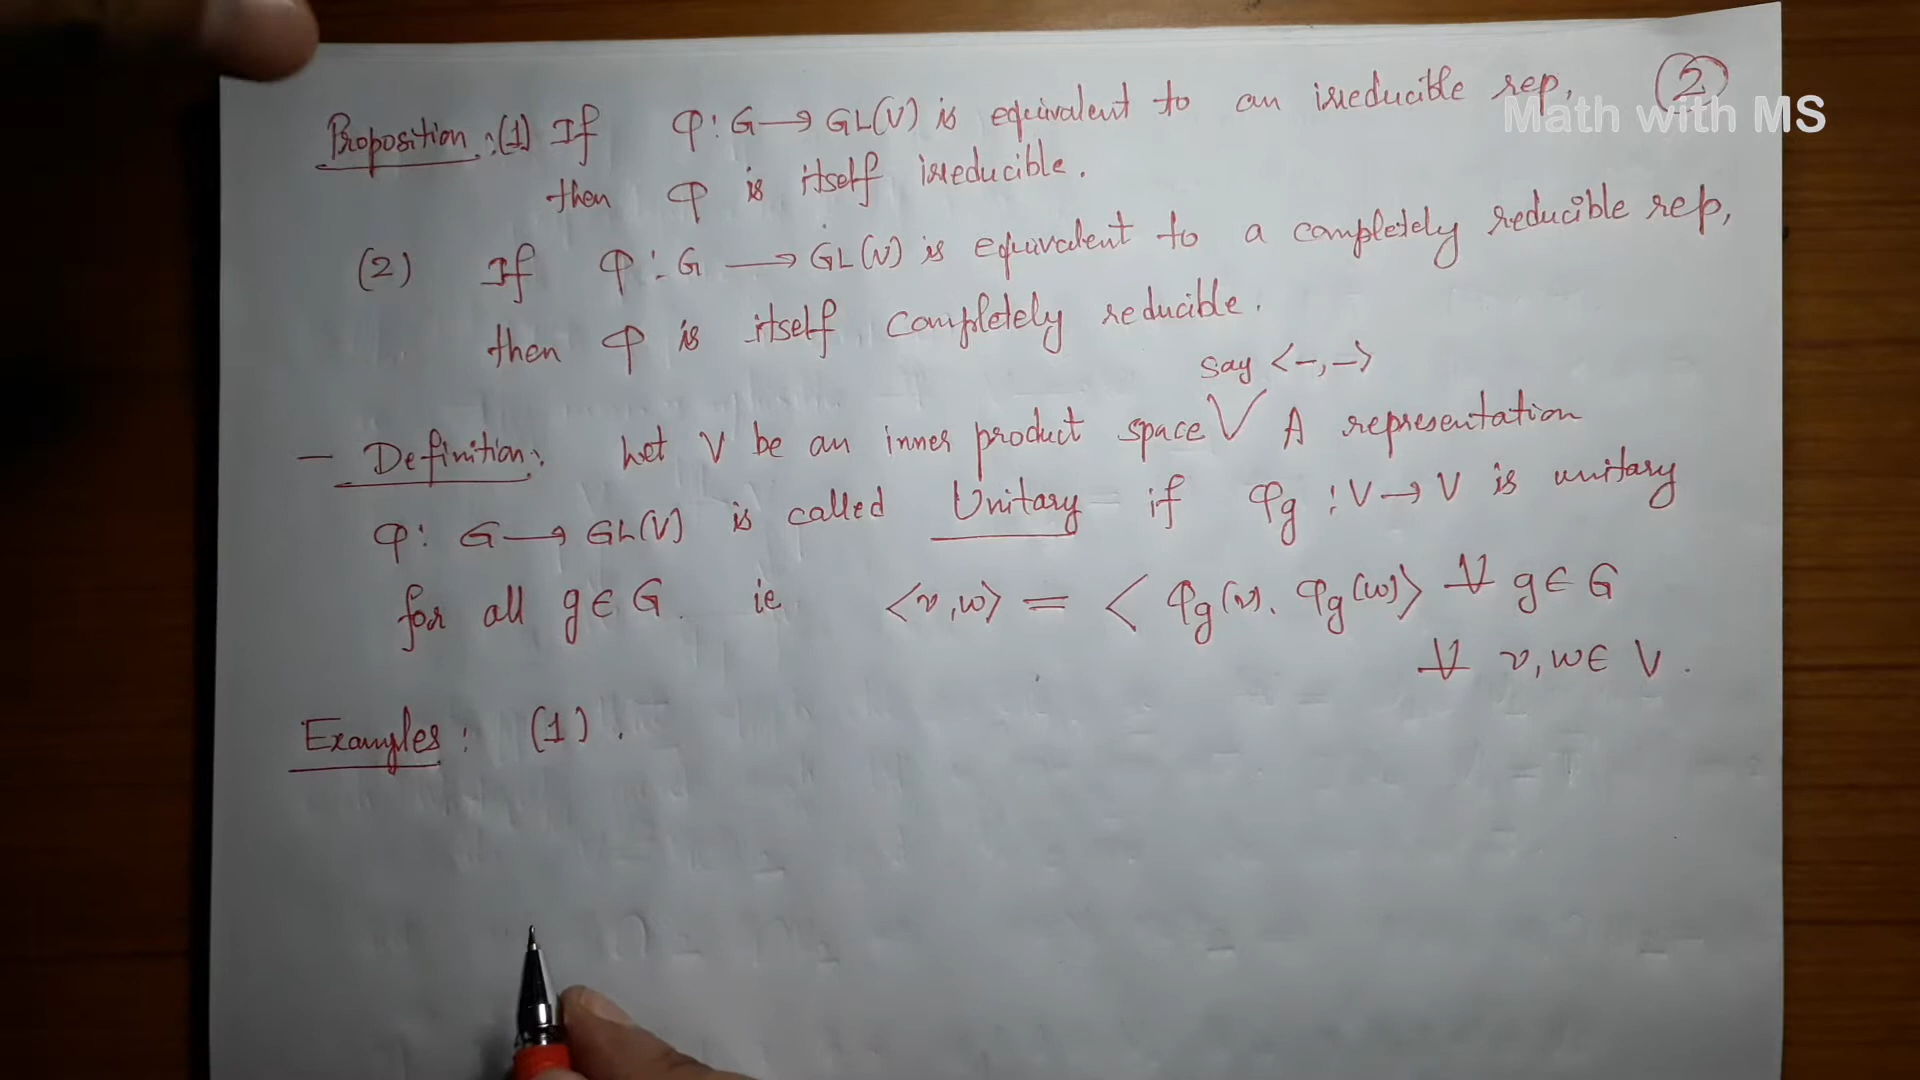 Proposition :(1) If φ: G → GL(V) is equivalent to an irreducible rep, (2)
Math with MS
then φ is itself irreducible.
(2) If φ: G → GL(V) is equivalent to a completely reducible rep,
then φ is itself completely reducible.
say <-,->
- Definition: Let V be an inner product space V A representation
φ: G → GL(V) is called Unitary if φg : V → V is unitary
for all g ∈ G. ie <v,w> = < φg(v), φg(w)> ∀ g ∈ G
∀ v, w ∈ V.
Examples: (1).